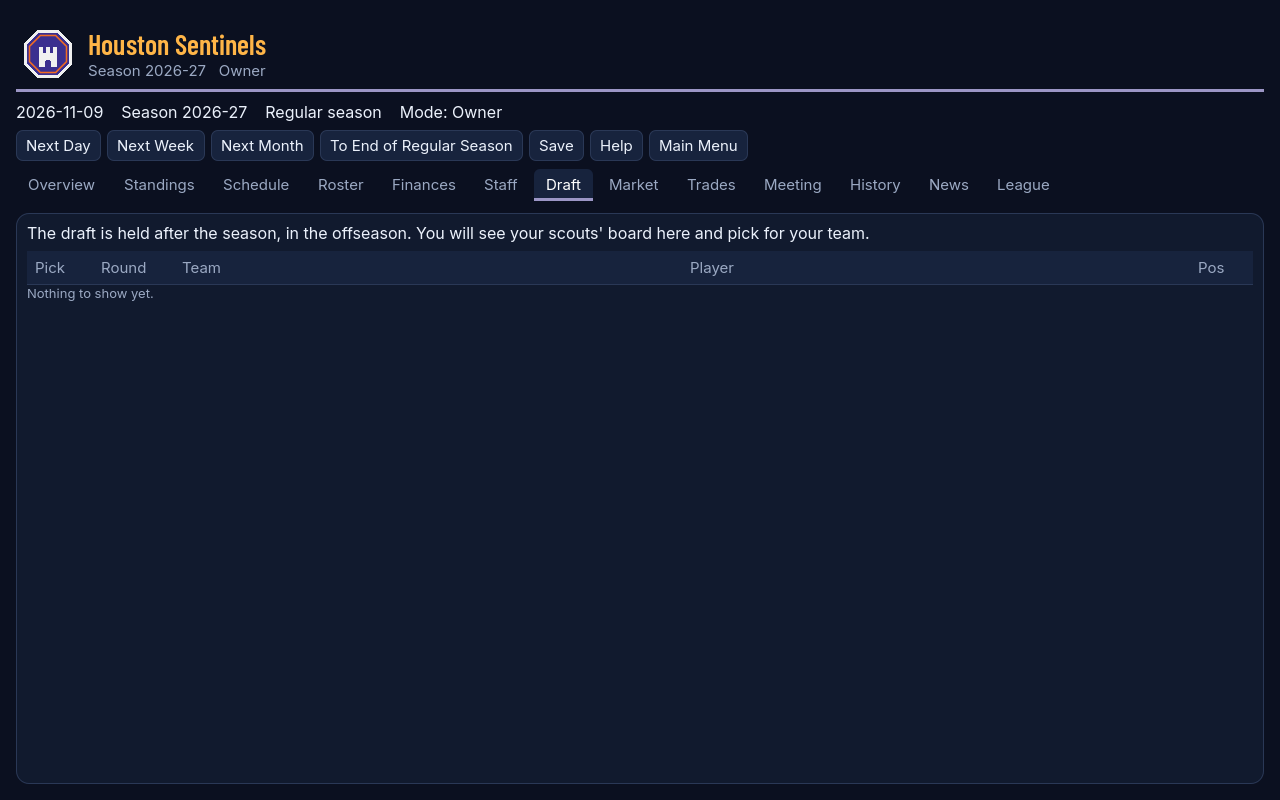 Houston Sentinels
Season 2026-27 Owner
2026-11-09 Season 2026-27 Regular season Mode: Owner
Next Day Next Week Next Month To End of Regular Season Save Help Main Menu
Overview Standings Schedule Roster Finances Staff Draft Market Trades Meeting History News League
The draft is held after the season, in the offseason. You will see your scouts' board here and pick for your team.
Pick Round Team Player Pos
Nothing to show yet.